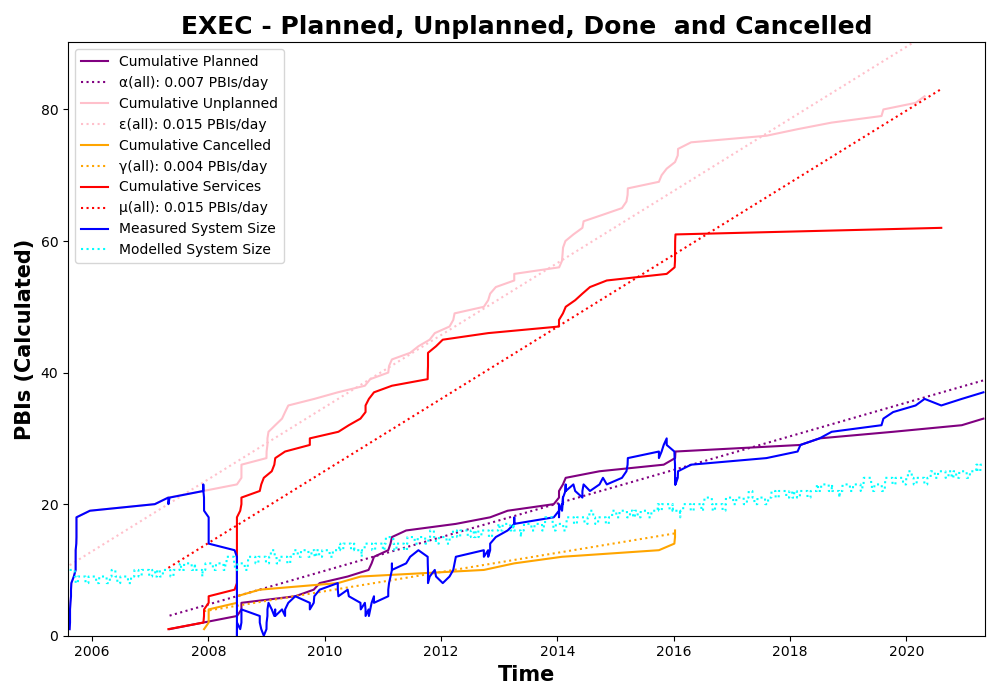 EXEC - Planned, Unplanned, Done  and Cancelled
PBIs (Calculated)
80
60
40
20
0
Cumulative Planned
α(all): 0.007 PBIs/day
Cumulative Unplanned
ε(all): 0.015 PBIs/day
Cumulative Cancelled
γ(all): 0.004 PBIs/day
Cumulative Services
μ(all): 0.015 PBIs/day
Measured System Size
Modelled System Size
2006 2008 2010 2012 2014 2016 2018 2020
Time